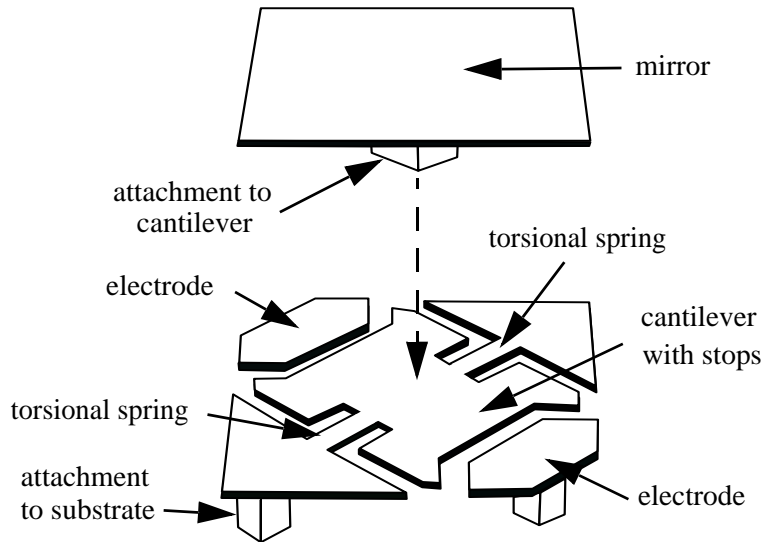 mirror
attachment to
cantilever
torsional spring
electrode
cantilever
with stops
torsional spring
attachment
to substrate
electrode